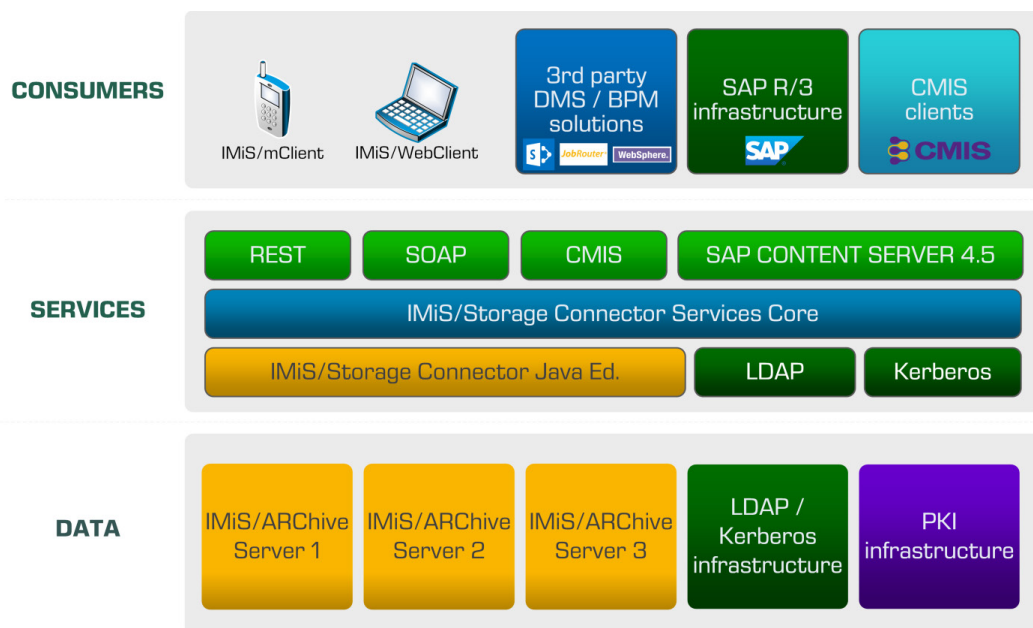 CONSUMERS
IMiS/mClient
IMiS/WebClient
3rd party
DMS / BPM
solutions
S
JobRouter
WebSphere.
SAP R/3
infrastructure
SAP
CMIS
clients
CMIS
SERVICES
REST
SOAP
CMIS
SAP CONTENT SERVER 4.5
IMiS/Storage Connector Services Core
IMiS/Storage Connector Java Ed.
LDAP
Kerberos
DATA
IMiS/ARChive
Server 1
IMiS/ARChive
Server 2
IMiS/ARChive
Server 3
LDAP /
Kerberos
infrastructure
PKI
infrastructure